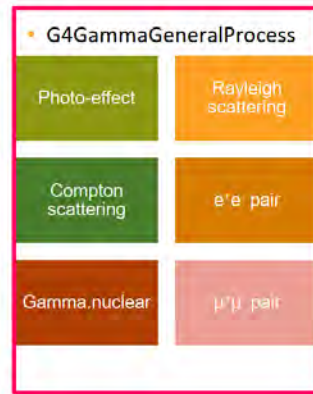 • G4GammaGeneralProcess
Photo-effect
Rayleigh
scattering
Compton
scattering
e⁺e⁻ pair
Gamma.nuclear
μ⁺μ⁻ pair